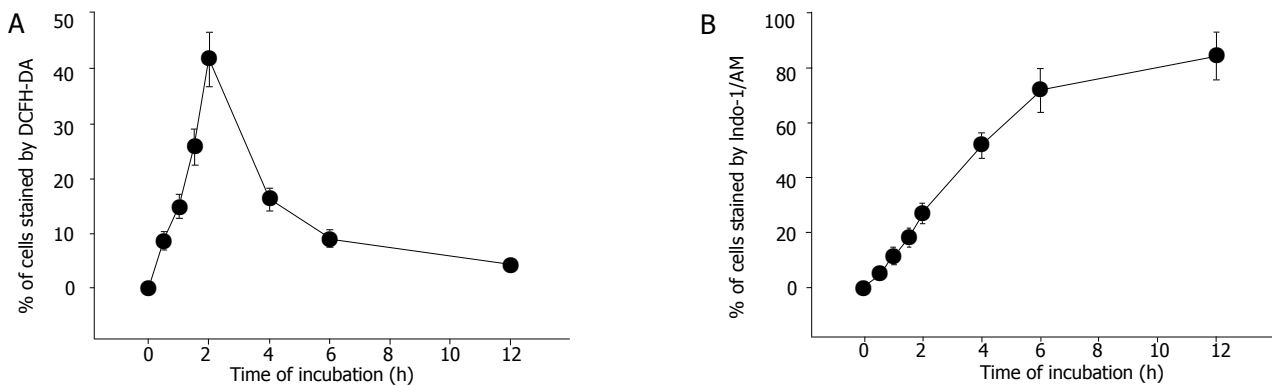 A
% of cells stained by DCFH-DA
50
40
30
20
10
0
0 2 4 6 8 10 12
Time of incubation (h)
B
% of cells stained by Indo-1/AM
100
80
60
40
20
0
0 2 4 6 8 10 12
Time of incubation (h)